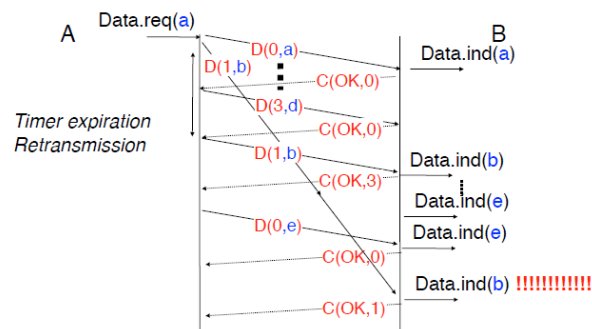 A
Data.req(a)
B
D(0,a)
Data.ind(a)
D(1,b)
C(OK,0)
D(3,d)
Timer expiration
Retransmission
C(OK,0)
D(1,b)
Data.ind(b)
C(OK,3)
Data.ind(e)
D(0,e)
Data.ind(e)
C(OK,0)
Data.ind(b) !!!!!!!!!!!!
C(OK,1)